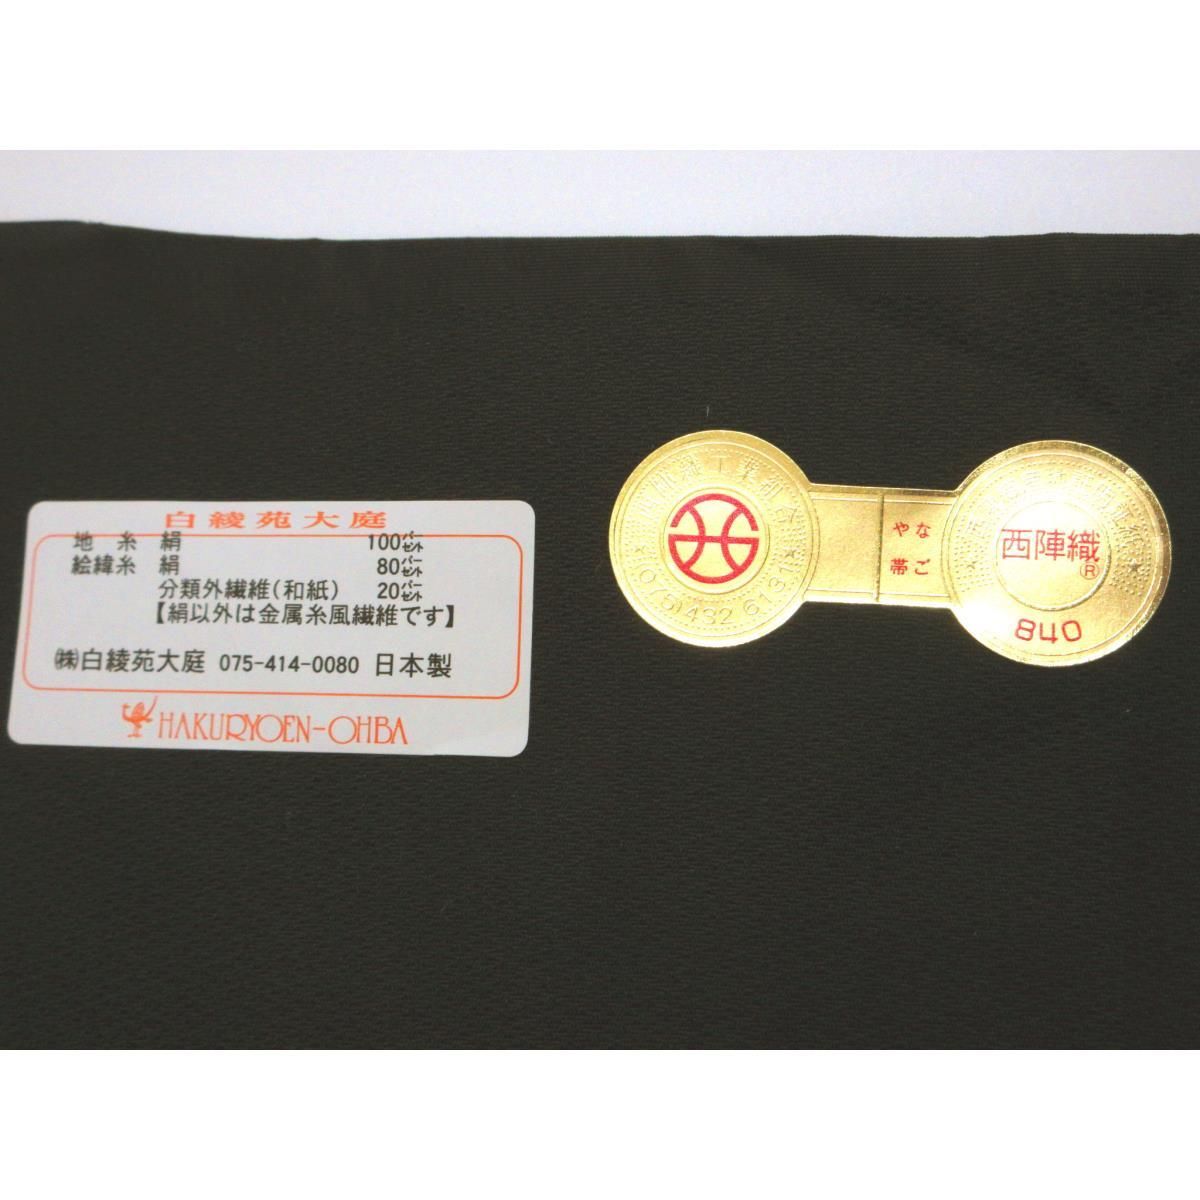 白綾苑大庭
地糸 絹 100パーセント
絵緯糸 絹 80パーセント
分類外繊維(和紙) 20パーセント
【絹以外は金属糸風繊維です】
㈱白綾苑大庭 075-414-0080 日本製
HAKURYOEN-OHBA
(075)432 6131
なごや帯
西陣織®
840